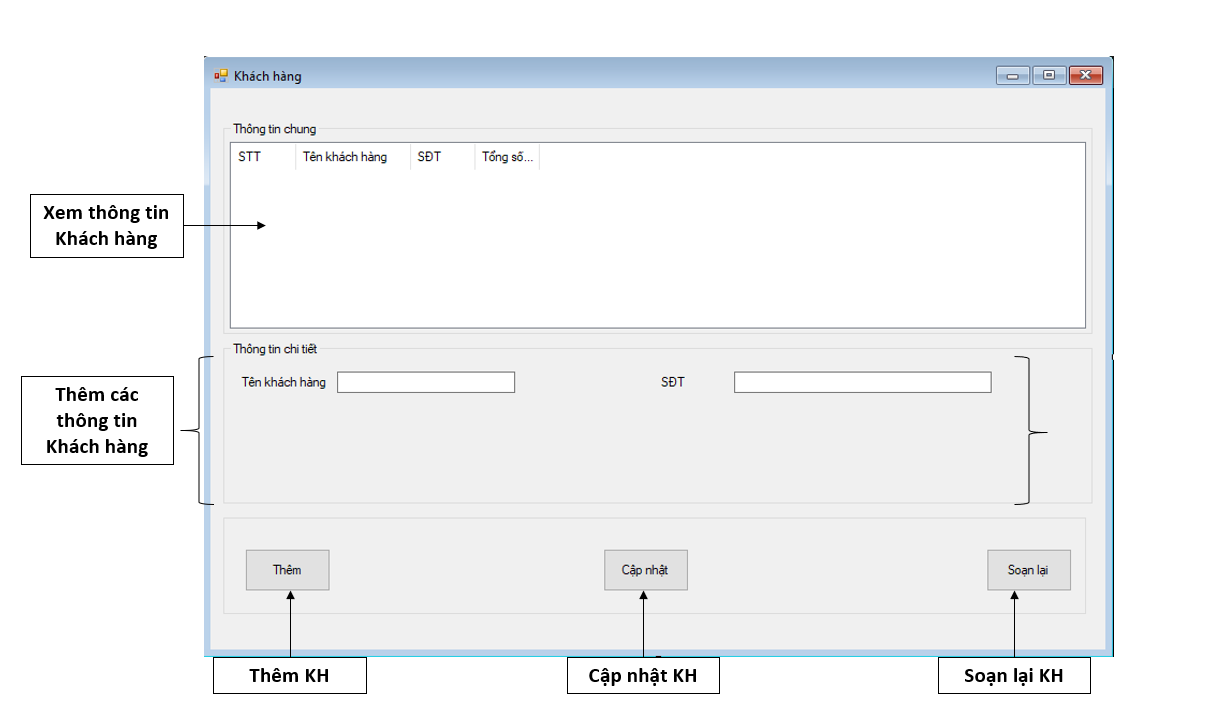 Khách hàng
Thông tin chung
STT Tên khách hàng SĐT Tổng số...
Xem thông tin
Khách hàng
Thông tin chi tiết
Tên khách hàng SĐT
Thêm các
thông tin
Khách hàng
Thêm Cập nhật Soạn lại
Thêm KH Cập nhật KH Soạn lại KH